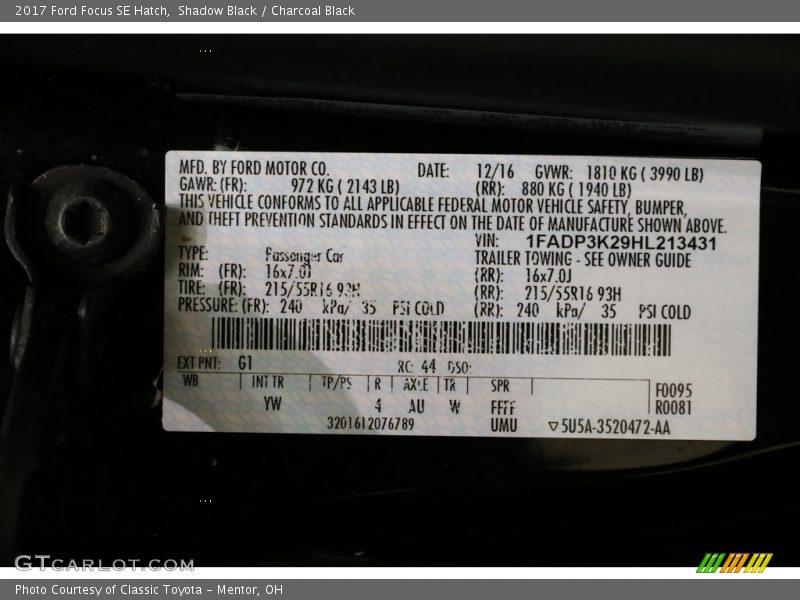 2017 Ford Focus SE Hatch,  Shadow Black / Charcoal Black
MFD. BY FORD MOTOR CO. DATE: 12/16 GVWR: 1810 KG ( 3990 LB)
GAWR: (FR): 972 KG ( 2143 LB) (RR): 880 KG ( 1940 LB)
THIS VEHICLE CONFORMS TO ALL APPLICABLE FEDERAL MOTOR VEHICLE SAFETY, BUMPER,
AND THEFT PREVENTION STANDARDS IN EFFECT ON THE DATE OF MANUFACTURE SHOWN ABOVE.
VIN: 1FADP3K29HL213431
TYPE: Passenger Car TRAILER TOWING - SEE OWNER GUIDE
RIM: (FR): 16x7.0J (RR): 16x7.0J
TIRE: (FR): 215/55R16 93H (RR): 215/55R16 93H
PRESSURE: (FR): 240 kPa/ 35 PSI COLD (RR): 240 kPa/ 35 PSI COLD
EXT PNT: G1 RC: 44 DSO:
WB INT TR TP/PS R AXLE TR SPR F0095
YW 4 AU W FFFF R0081
3201612076789 UMU ▽5U5A-3520472-AA
GTcarlot.com
Photo Courtesy of Classic Toyota - Mentor, OH